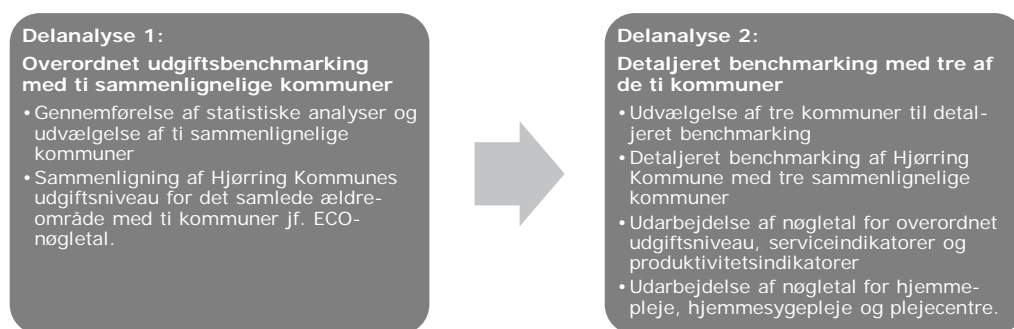 Delanalyse 1:
Overordnet udgiftsbenchmarking
med ti sammenlignelige kommuner
•Gennemførelse af statistiske analyser og
udvælgelse af ti sammenlignelige
kommuner
•Sammenligning af Hjørring Kommunes
udgiftsniveau for det samlede ældre-
område med ti kommuner jf. ECO-
nøgletal.
Delanalyse 2:
Detaljeret benchmarking med tre af
de ti kommuner
•Udvælgelse af tre kommuner til detal-
jeret benchmarking
•Detaljeret benchmarking af Hjørring
Kommune med tre sammenlignelige
kommuner
•Udarbejdelse af nøgletal for overordnet
udgiftsniveau, serviceindikatorer og
produktivitetsindikatorer
•Udarbejdelse af nøgletal for hjemme-
pleje, hjemmesygepleje og plejecentre.